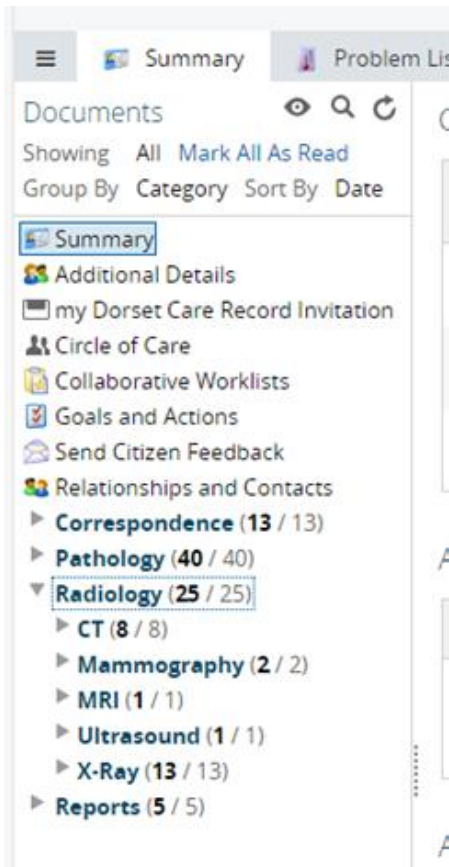 Summary Problem Lis
Documents
Showing All Mark All As Read
Group By Category Sort By Date
Summary
Additional Details
my Dorset Care Record Invitation
Circle of Care
Collaborative Worklists
Goals and Actions
Send Citizen Feedback
Relationships and Contacts
Correspondence (13 / 13)
Pathology (40 / 40)
Radiology (25 / 25)
CT (8 / 8)
Mammography (2 / 2)
MRI (1 / 1)
Ultrasound (1 / 1)
X-Ray (13 / 13)
Reports (5 / 5)